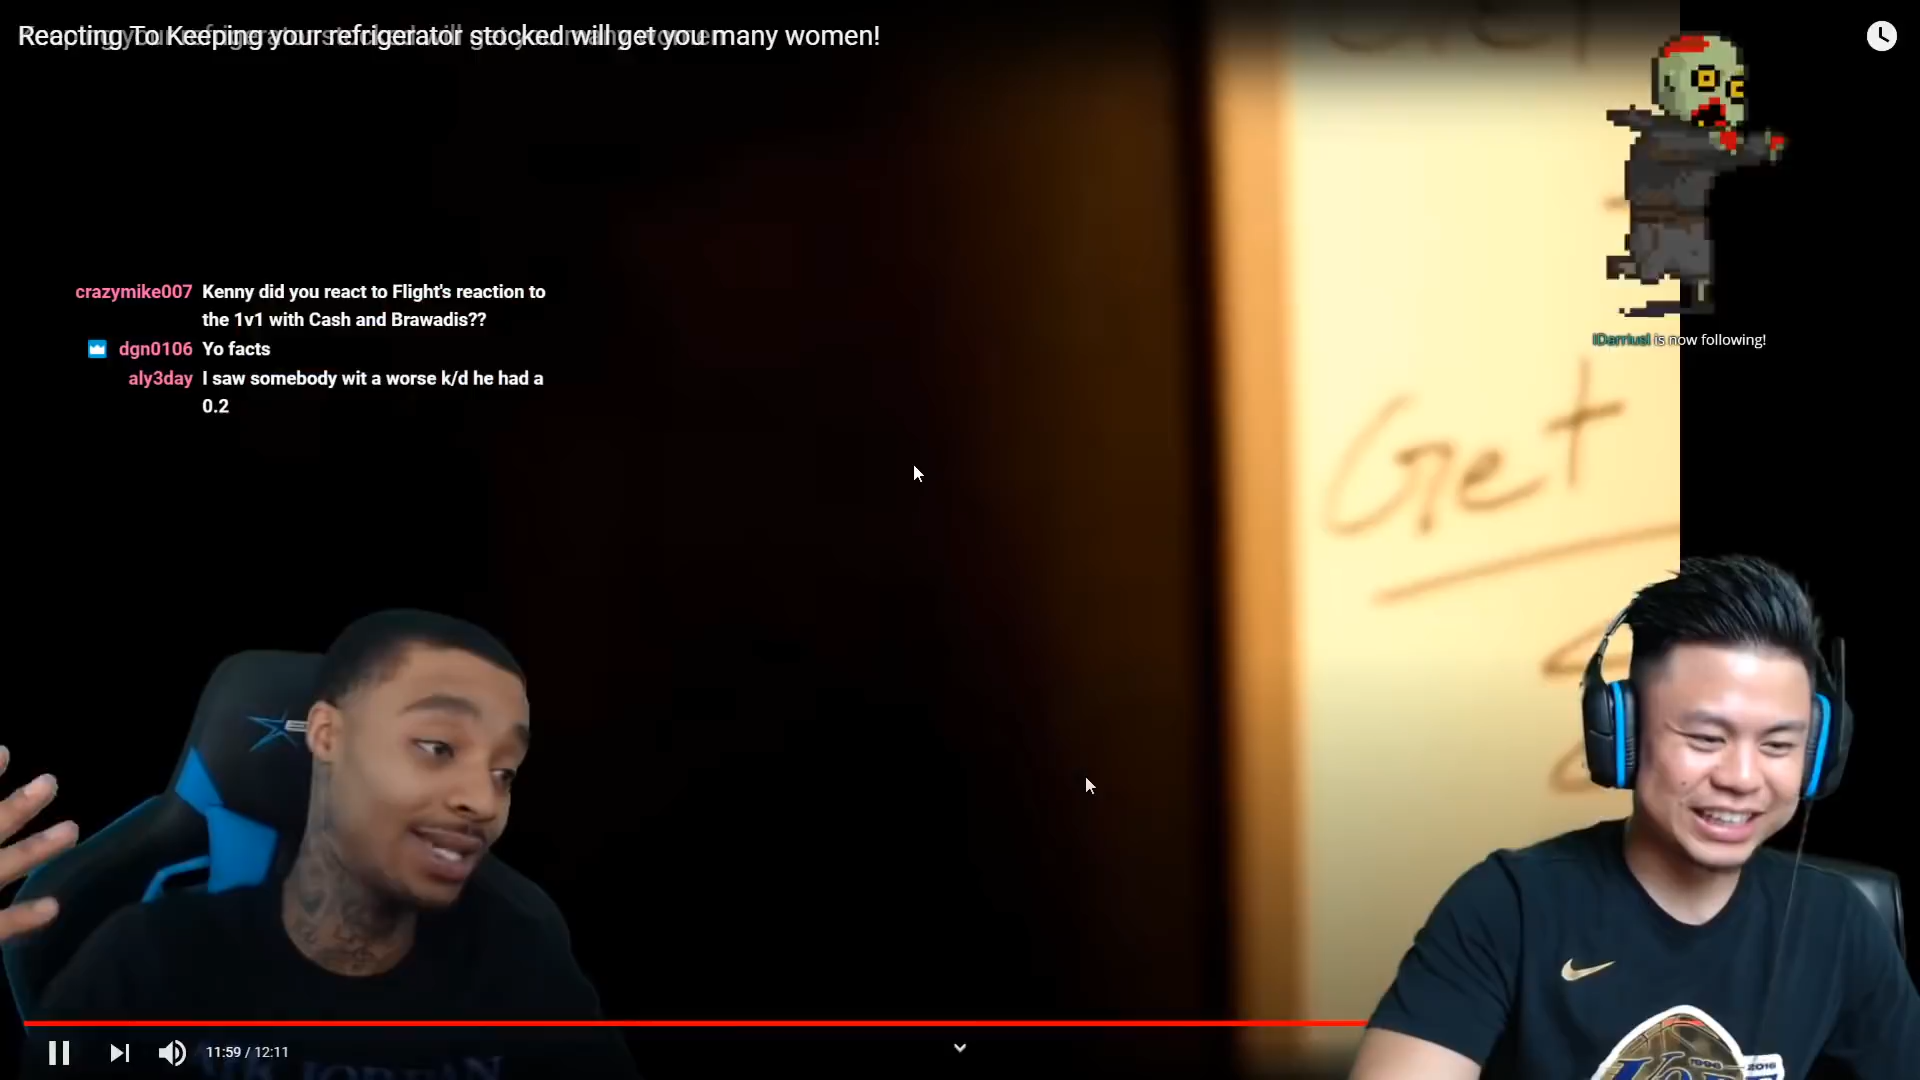 Reacting To Keeping your refrigerator stocked will get you many women!
crazymike007 Kenny did you react to Flight's reaction to
the 1v1 with Cash and Brawadis??
dgn0106 Yo facts
aly3day I saw somebody wit a worse k/d he had a
0.2
is now following!
Get
1996 2016
11:59 / 12:11